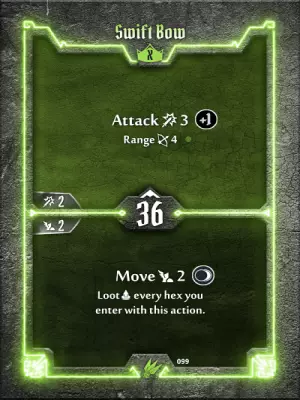 Swift Bow
X
Attack 3 +1
Range 4
2
36
2
Move 2
Loot every hex you
enter with this action.
099